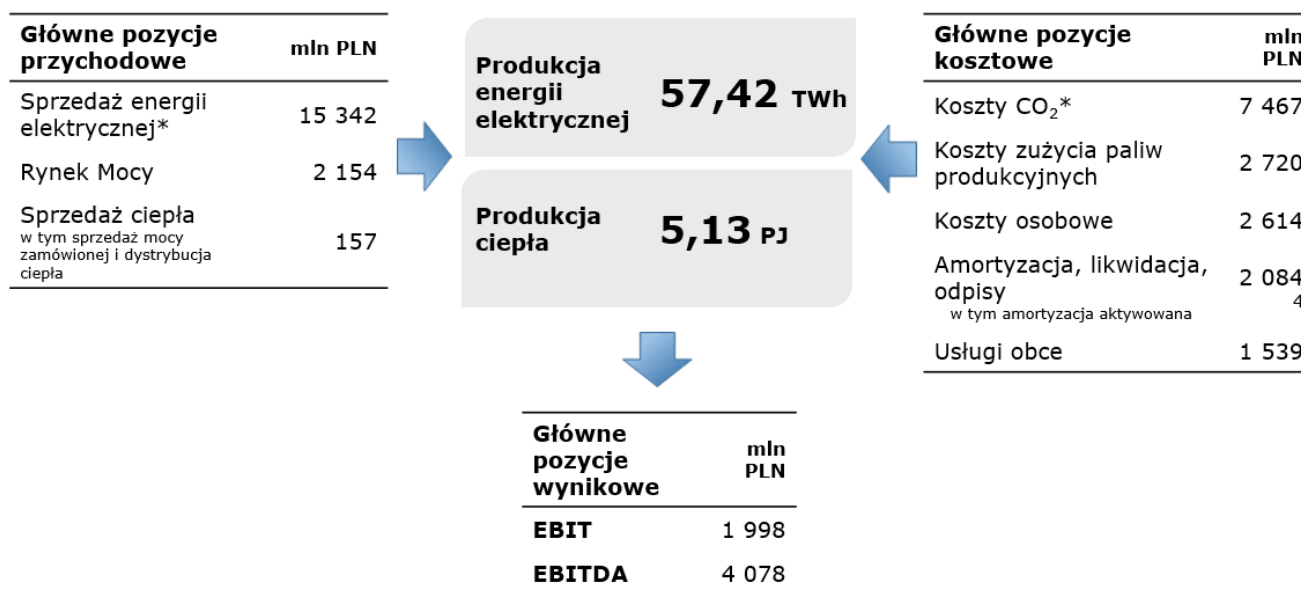 Główne pozycje
przychodowe
mln PLN
Sprzedaż energii
elektrycznej*
15 342
Rynek Mocy
2 154
Sprzedaż ciepła
w tym sprzedaż mocy
zamówionej i dystrybucja
ciepła
157
Produkcja
energii
elektrycznej
57,42 TWh
Produkcja
ciepła
5,13 PJ
Główne pozycje
kosztowe
mln
PLN
Koszty CO₂*
7 467
Koszty zużycia paliw
produkcyjnych
2 720
Koszty osobowe
2 614
Amortyzacja, likwidacja,
odpisy
2 084
w tym amortyzacja aktywowana
4
Usługi obce
1 539
Główne
pozycje
wynikowe
mln
PLN
EBIT
1 998
EBITDA
4 078